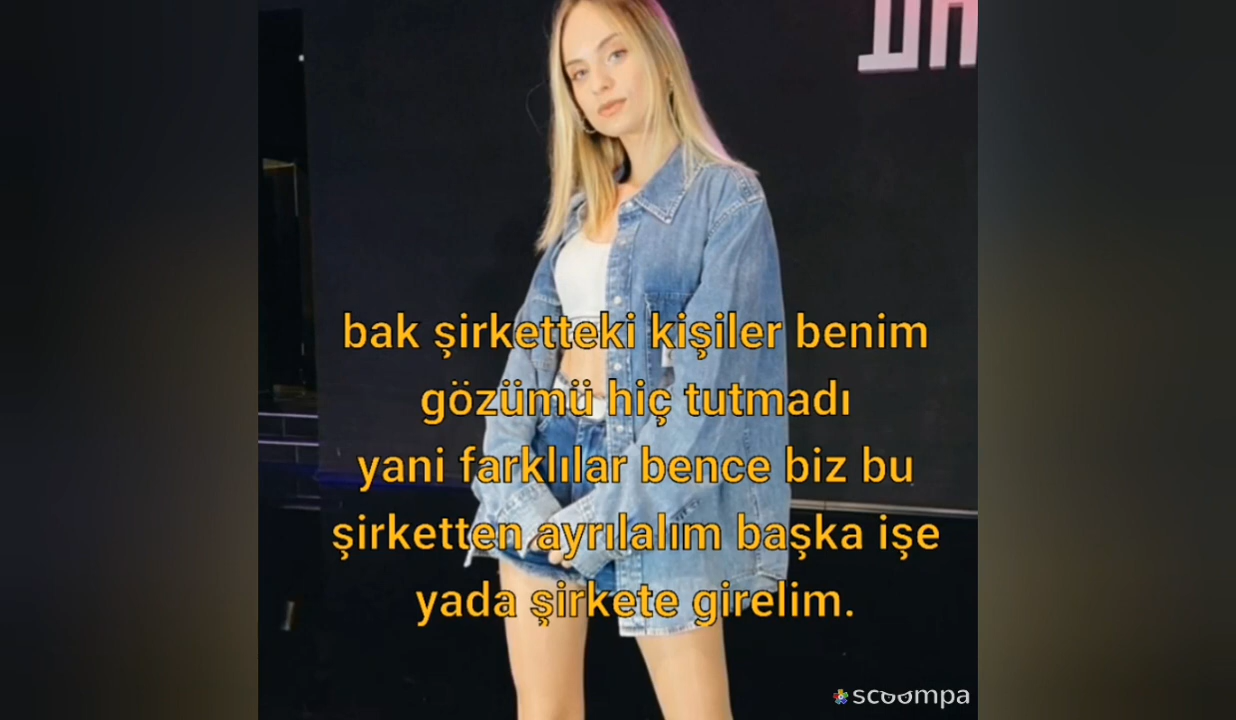 bak şirketteki kişiler benim
gözümü hiç tutmadı
yani farklılar bence biz bu
şirketten ayrılalım başka işe
yada şirkete girelim.
scoompa